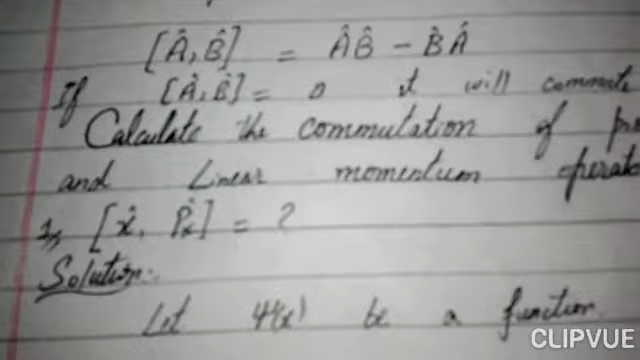 [Â, B̂] = ÂB̂ - B̂Â
If [Â, B̂] = 0 it will commute
Calculate the commutation of
and Linear momentum operato
1, [x̂, P̂x] = ?
Solution:.
Let Ψ(x) be a function.
CLIPVUE